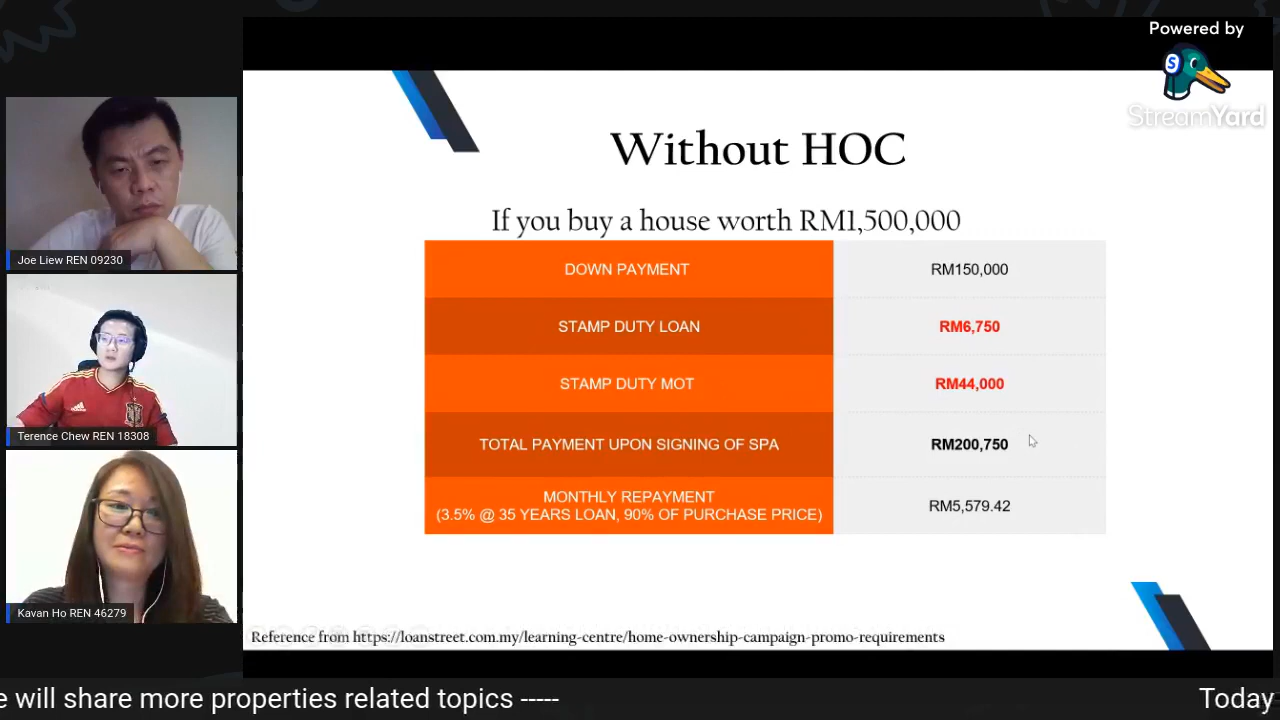 Powered by
StreamYard
Without HOC
If you buy a house worth RM1,500,000
DOWN PAYMENT RM150,000
STAMP DUTY LOAN RM6,750
STAMP DUTY MOT RM44,000
TOTAL PAYMENT UPON SIGNING OF SPA RM200,750
MONTHLY REPAYMENT
(3.5% @ 35 YEARS LOAN, 90% OF PURCHASE PRICE) RM5,579.42
Reference from https://loanstreet.com.my/learning-centre/home-ownership-campaign-promo-requirements
Joe Liew REN 09230
Terence Chew REN 18308
Kavan Ho REN 46279
e will share more properties related topics ----- Today